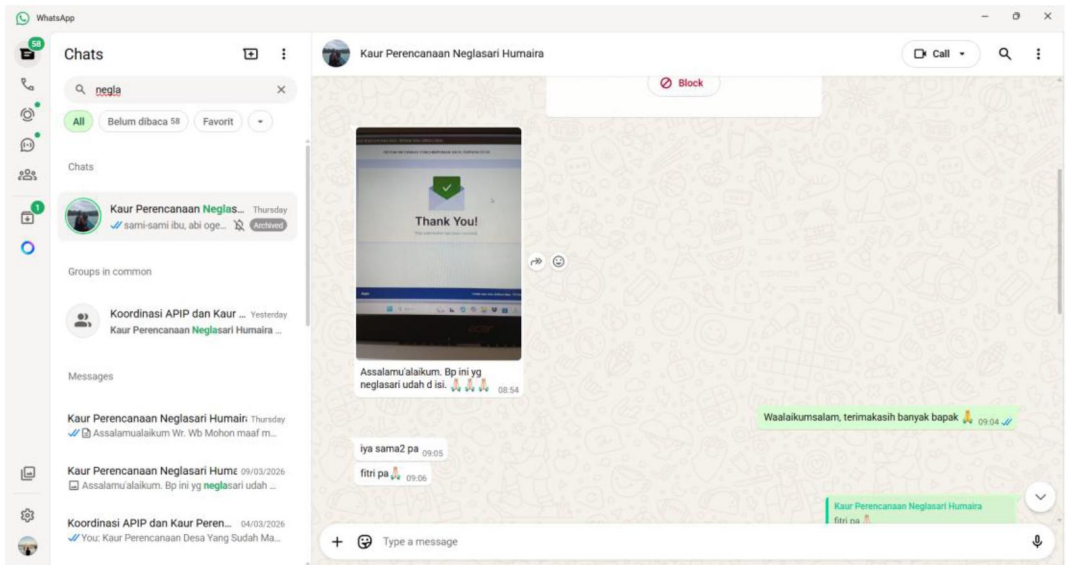 WhatsApp
58
Chats
negla
All
Belum dibaca 58
Favorit
Chats
Kaur Perencanaan Neglas... Thursday
sami-sami ibu, abi oge... Archived
1
Groups in common
Koordinasi APIP dan Kaur ... Yesterday
Kaur Perencanaan Neglasari Humaira ...
Messages
Kaur Perencanaan Neglasari Humair: Thursday
Assalamualaikum Wr. Wb Mohon maaf m...
Kaur Perencanaan Neglasari Huma 09/03/2026
Assalamu'alaikum. Bp ini yg neglasari udah ...
Koordinasi APIP dan Kaur Peren... 04/03/2026
You: Kaur Perencanaan Desa Yang Sudah Ma...
Kaur Perencanaan Neglasari Humaira
Call
Block
Thank You!
acer
Assalamu'alaikum. Bp ini yg
neglasari udah d isi. 🙏🙏🙏 08:54
Waalaikumsalam, terimakasih banyak bapak 🙏 09:04
iya sama2 pa 09:05
fitri pa🙏 09:06
Kaur Perencanaan Neglasari Humaira
fitri pa 🙏
Type a message